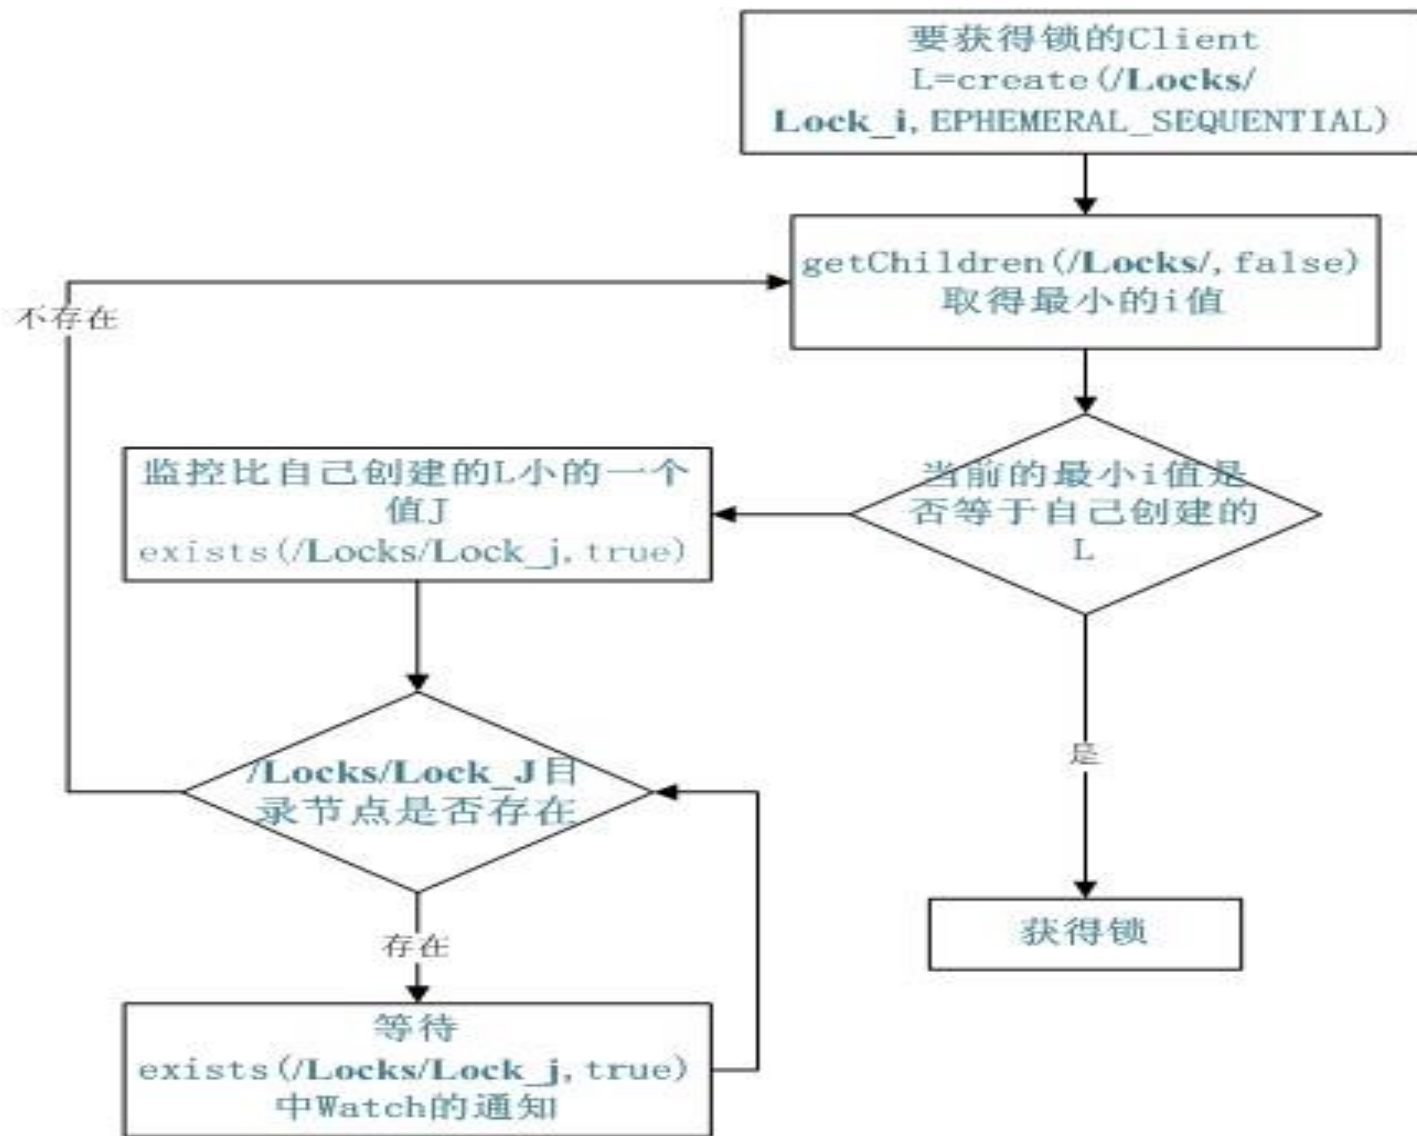 要获得锁的Client
L=create(/Locks/
Lock_i,EPHEMERAL_SEQUENTIAL)
getChildren(/Locks/,false)
取得最小的i值
不存在
当前的最小i值是
否等于自己创建的
L
监控比自己创建的L小的一个
值J
exists(/Locks/Lock_j,true)
/Locks/Lock_J目
录节点是否存在
是
存在
获得锁
等待
exists(/Locks/Lock_j,true)
中Watch的通知